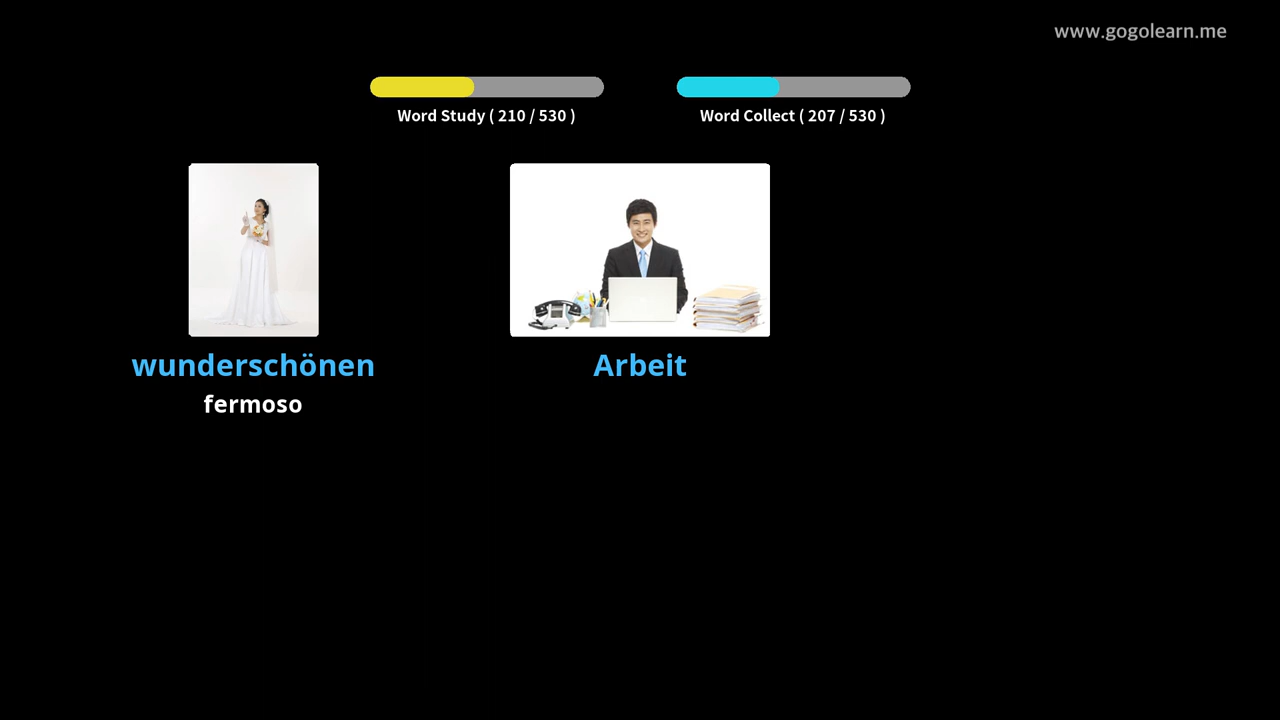 www.gogolearn.me
Word Study ( 210 / 530 )
Word Collect ( 207 / 530 )
wunderschönen
fermoso
Arbeit